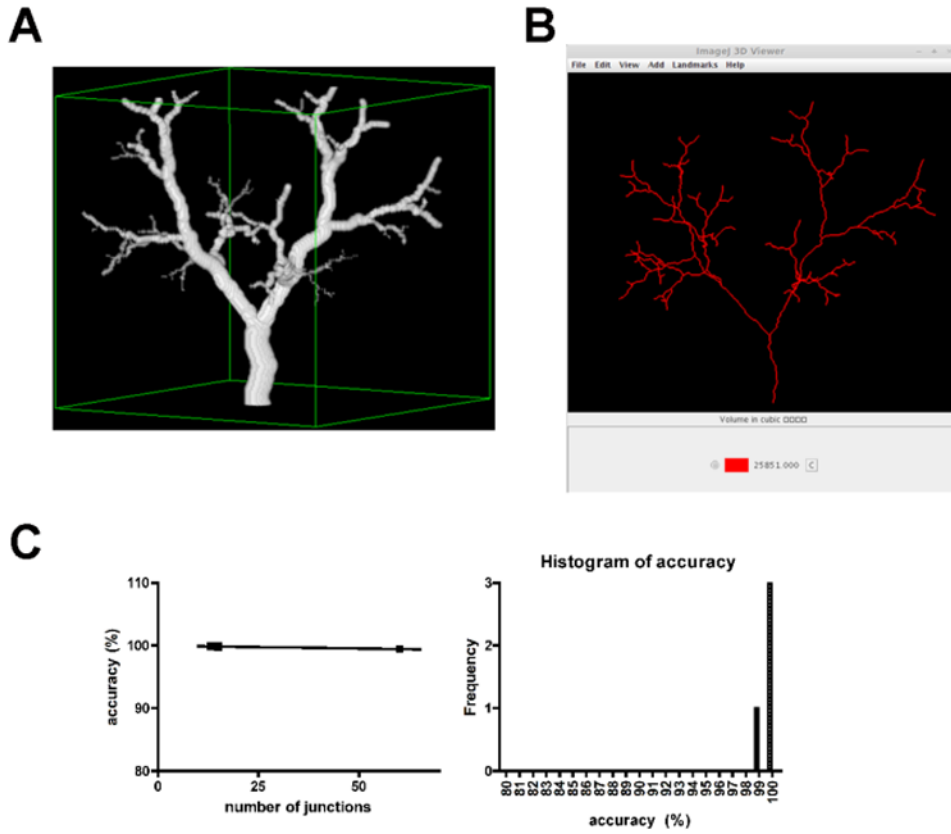 A
B
ImageJ 3D Viewer
File Edit View Add Landmarks Help
Volume in cubic
25851.000 C
C
110
100
90
80
accuracy (%)
0 25 50
number of junctions
Histogram of accuracy
3
2
1
0
Frequency
80 81 82 83 84 85 86 87 88 89 90 91 92 93 94 95 96 97 98 99 100
accuracy (%)